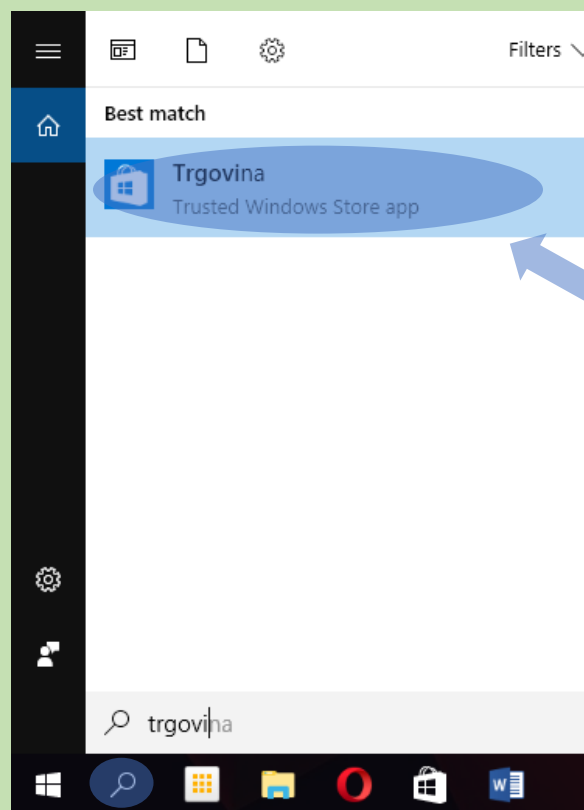 Filters
Best match
Trgovina
Trusted Windows Store app
trgovina